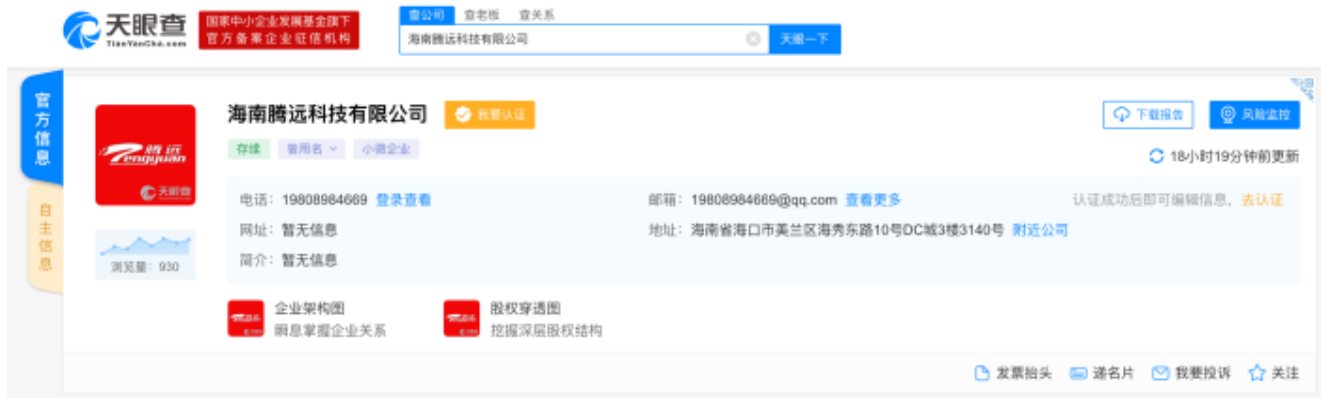 天眼查
TianYanCha.com
国家中小企业发展基金旗下
官方备案企业征信机构
查公司 查老板 查关系
海南腾远科技有限公司
天眼一下
官方信息
自主信息
腾远
Tengyuan
天眼查
浏览量：930
海南腾远科技有限公司 我要认证
下载报告 风险监控
存续 曾用名 小微企业
18小时19分钟前更新
电话：19808984669 登录查看 邮箱：19808984669@qq.com 查看更多 认证成功后即可编辑信息，去认证
网址：暂无信息 地址：海南省海口市美兰区海秀东路10号DC城3楼3140号 附近公司
简介：暂无信息
企业架构图 股权穿透图
瞬息掌握企业关系 挖掘深层股权结构
发票抬头 递名片 我要投诉 关注